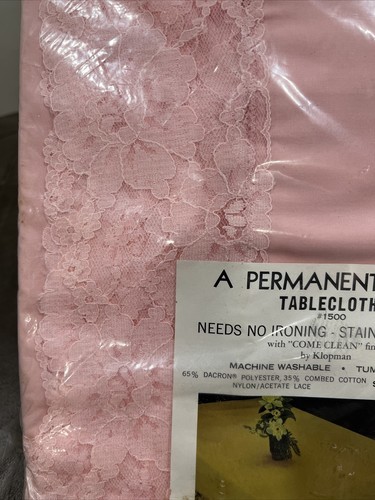 A PERMANENT
TABLECLOTH
#1500
NEEDS NO IRONING - STAIN
with "COME CLEAN" fin
by Klopman
MACHINE WASHABLE • TUM
65% DACRON® POLYESTER, 35% COMBED COTTON
NYLON/ACETATE LACE